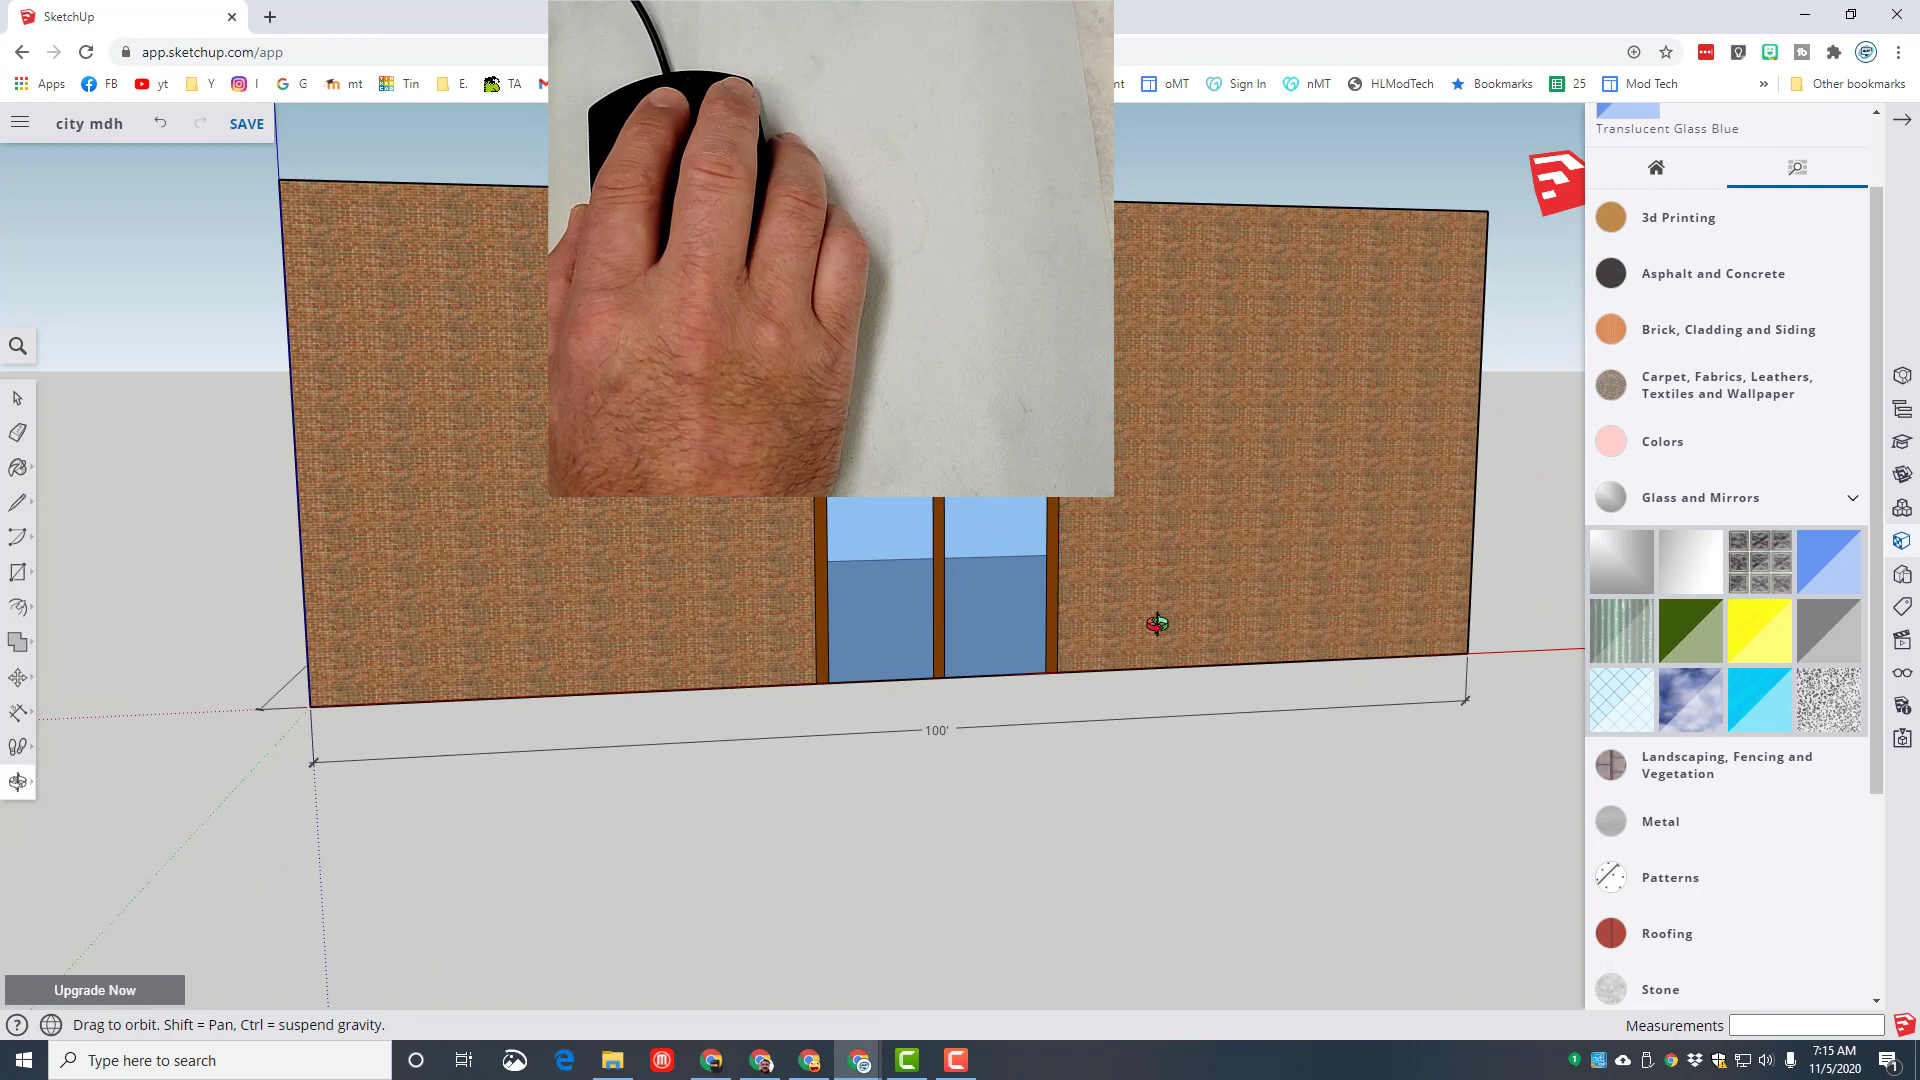 SketchUp
app.sketchup.com/app
Apps
FB
yt
Y
I
G
mt
Tin
E.
TA
nt
oMT
Sign In
nMT
HLModTech
Bookmarks
25
Mod Tech
»
Other bookmarks
city mdh
SAVE
Translucent Glass Blue
3d Printing
Asphalt and Concrete
Brick, Cladding and Siding
Carpet, Fabrics, Leathers,
Textiles and Wallpaper
Colors
Glass and Mirrors
Landscaping, Fencing and
Vegetation
Metal
Patterns
Roofing
Stone
100'
Upgrade Now
Drag to orbit. Shift = Pan, Ctrl = suspend gravity.
Measurements
Type here to search
7:15 AM
11/5/2020